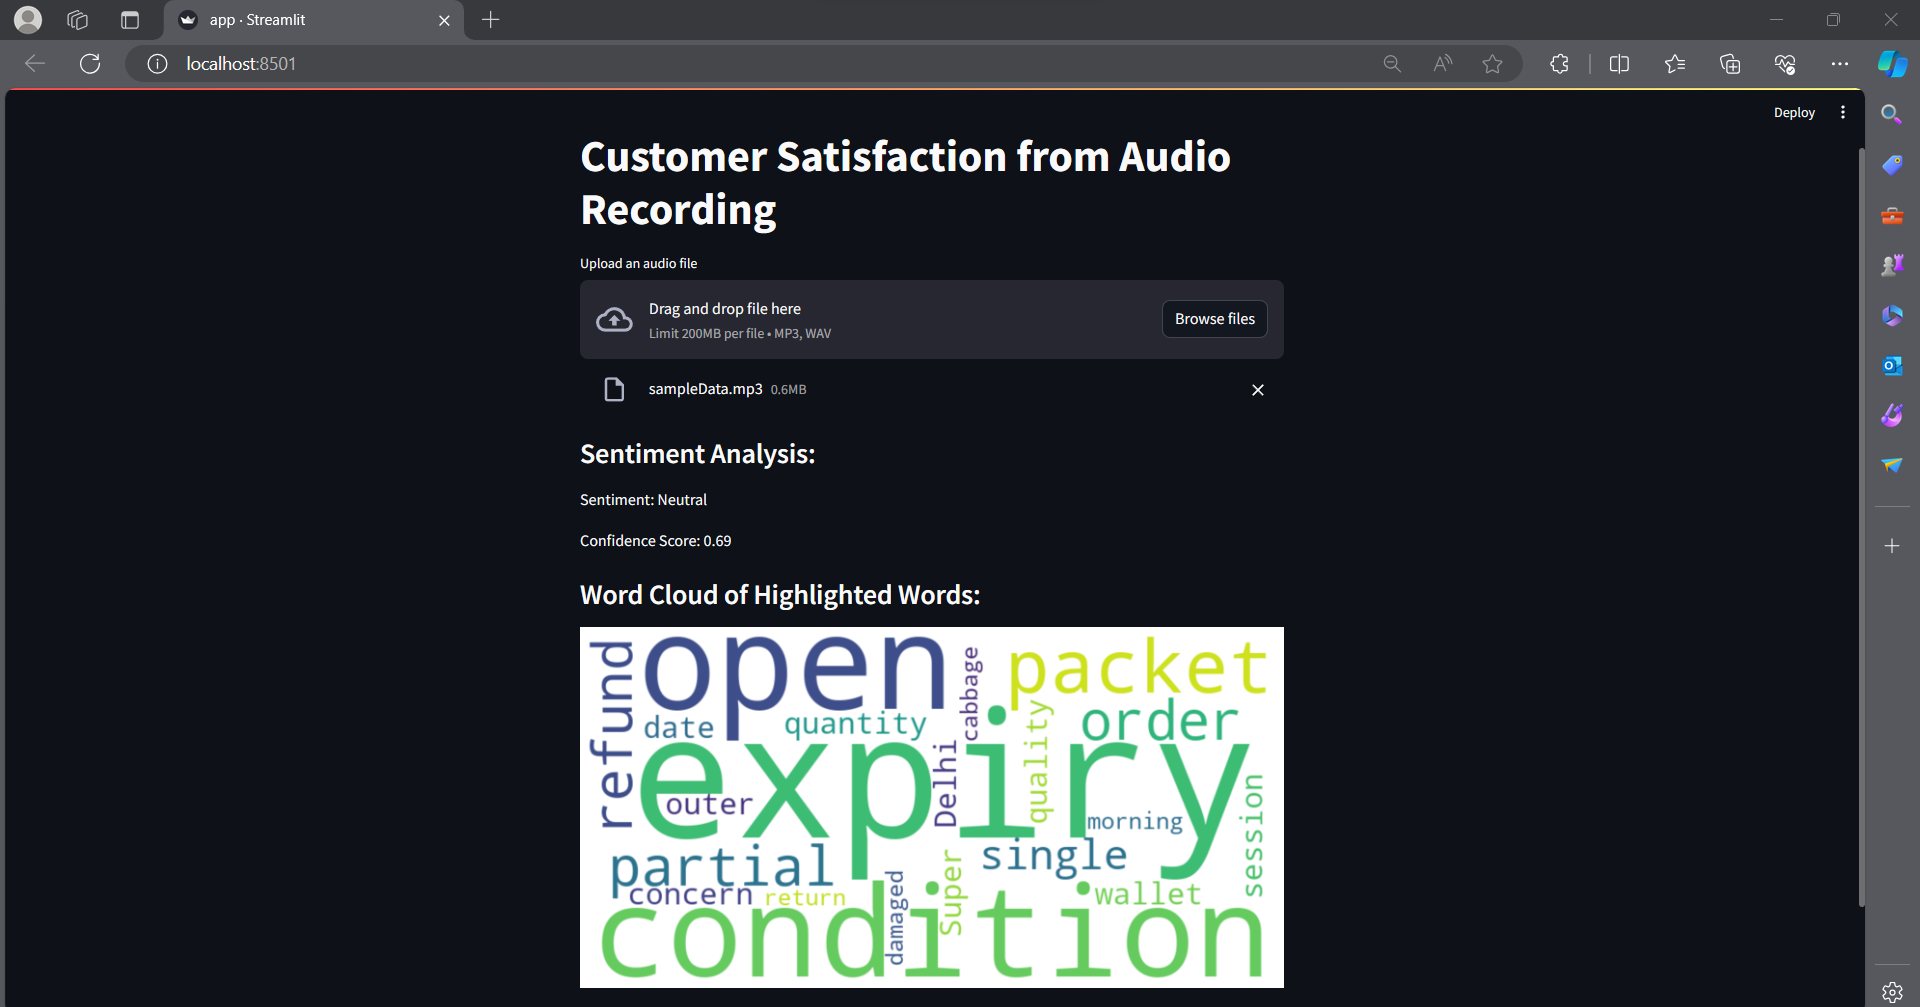 app · Streamlit
localhost:8501
Deploy
Customer Satisfaction from Audio
Recording
Upload an audio file
Drag and drop file here
Limit 200MB per file • MP3, WAV
Browse files
sampleData.mp3 0.6MB
Sentiment Analysis:
Sentiment: Neutral
Confidence Score: 0.69
Word Cloud of Highlighted Words:
refund
open
cabbage
packet
date
quantity
quality
order
expiry
outer
Delhi
morning
session
partial
single
concern
return
damaged
Super
wallet
condition